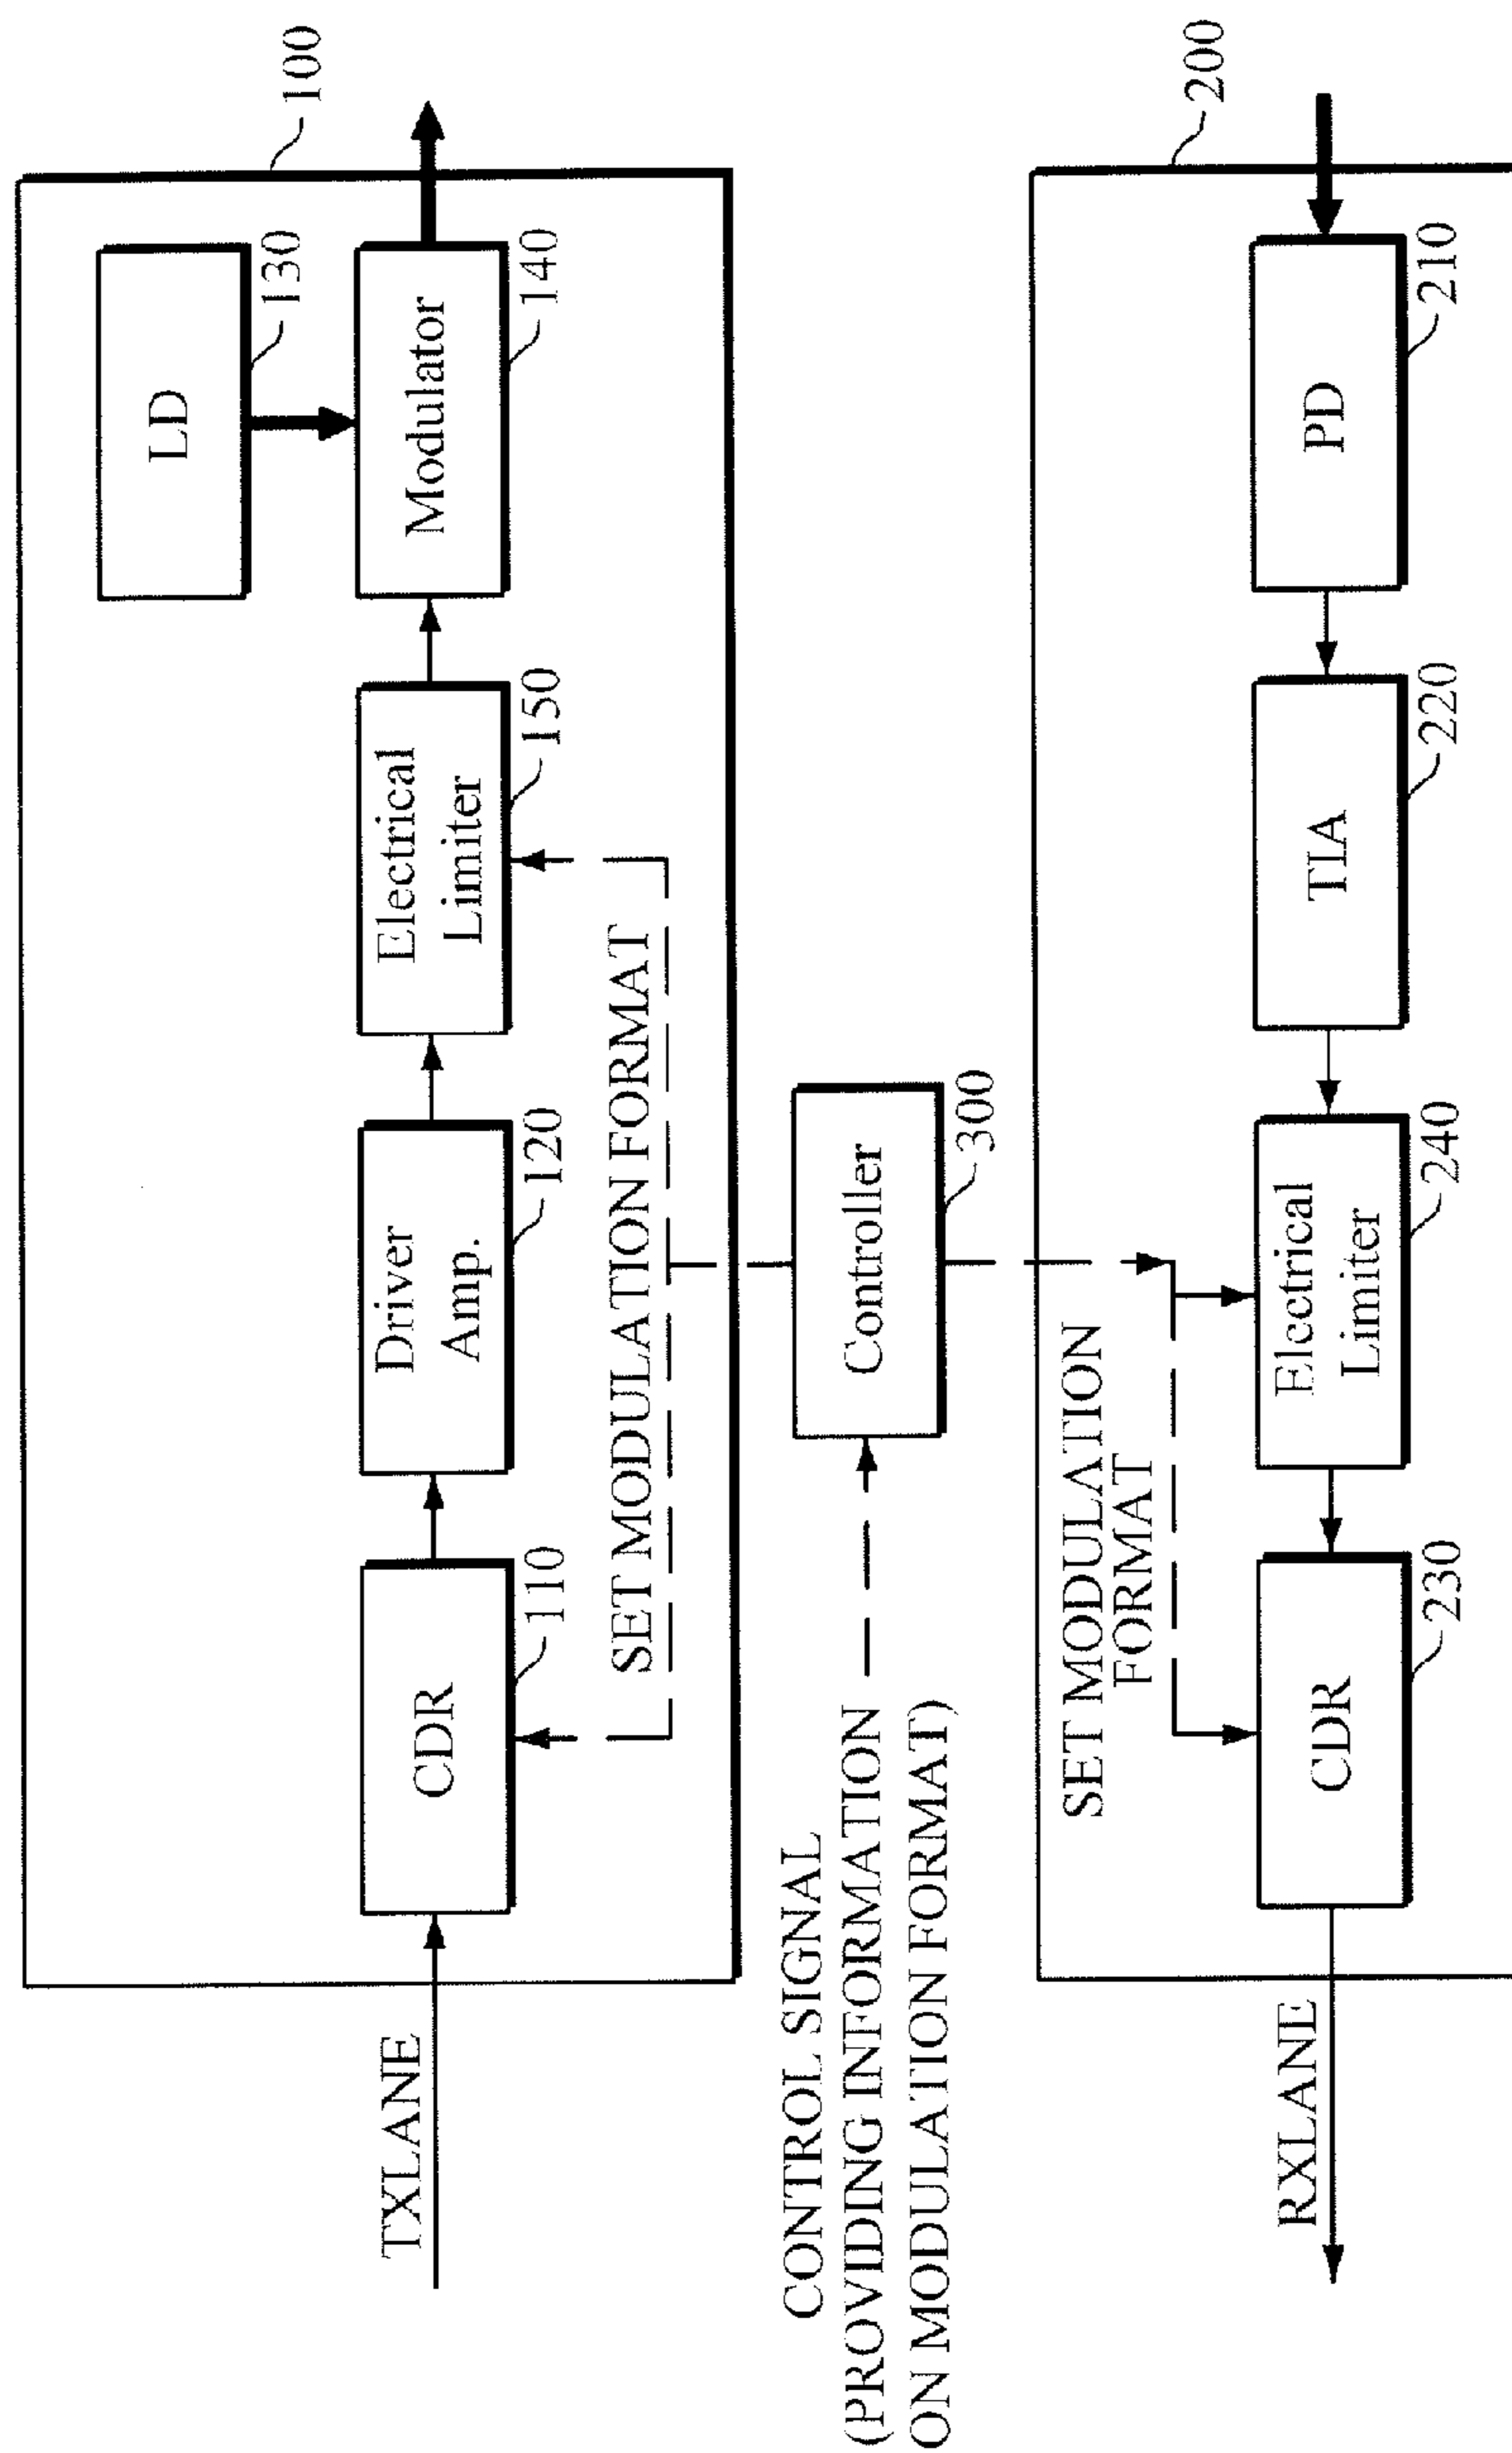 100
LD
130
TXLANE
CDR
110
Driver
Amp.
120
Electrical
Limiter
150
Modulator
140
SET MODULATION FORMAT
CONTROL SIGNAL
(PROVIDING INFORMATION
ON MODULATION FORMAT)
Controller
300
200
SET MODULATION
FORMAT
RXLANE
CDR
230
Electrical
Limiter
240
TIA
220
PD
210